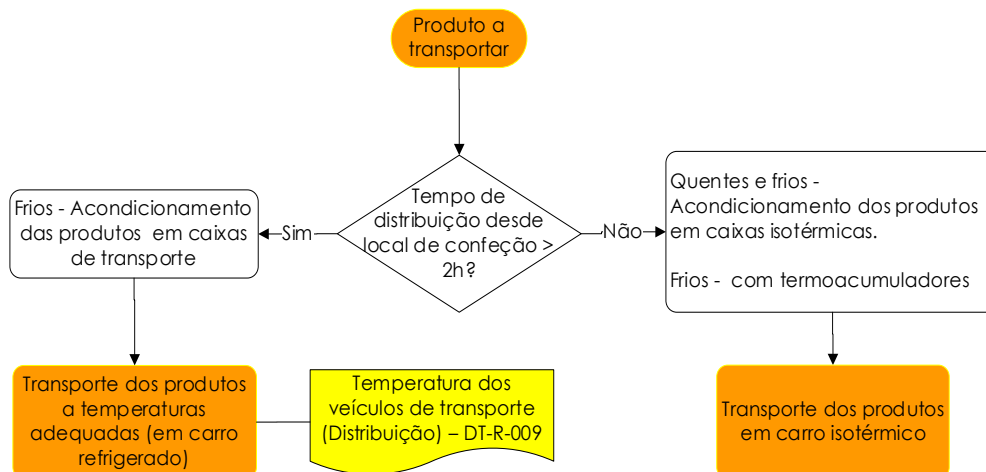 Produto a
transportar
Tempo de
distribuição desde
local de confeção >
2h?
Sim
Não
Frios - Acondicionamento
das produtos em caixas
de transporte
Quentes e frios -
Acondicionamento dos produtos
em caixas isotérmicas.
Frios - com termoacumuladores
Transporte dos produtos
a temperaturas
adequadas (em carro
refrigerado)
Temperatura dos
veículos de transporte
(Distribuição) – DT-R-009
Transporte dos produtos
em carro isotérmico